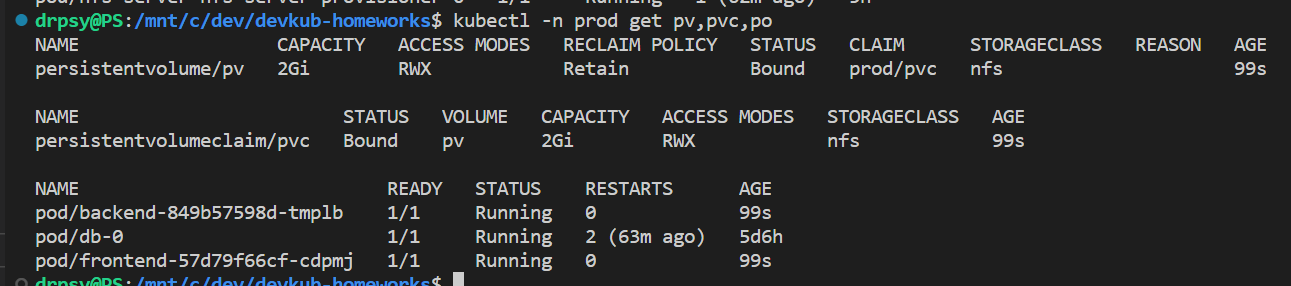 drpsy@PS:/mnt/c/dev/devkub-homeworks$ kubectl -n prod get pv,pvc,po
NAME CAPACITY ACCESS MODES RECLAIM POLICY STATUS CLAIM STORAGECLASS REASON AGE
persistentvolume/pv 2Gi RWX Retain Bound prod/pvc nfs 99s
NAME STATUS VOLUME CAPACITY ACCESS MODES STORAGECLASS AGE
persistentvolumeclaim/pvc Bound pv 2Gi RWX nfs 99s
NAME READY STATUS RESTARTS AGE
pod/backend-849b57598d-tmplb 1/1 Running 0 99s
pod/db-0 1/1 Running 2 (63m ago) 5d6h
pod/frontend-57d79f66cf-cdpmj 1/1 Running 0 99s
drpsy@PS:/mnt/c/dev/devkub-homeworks$